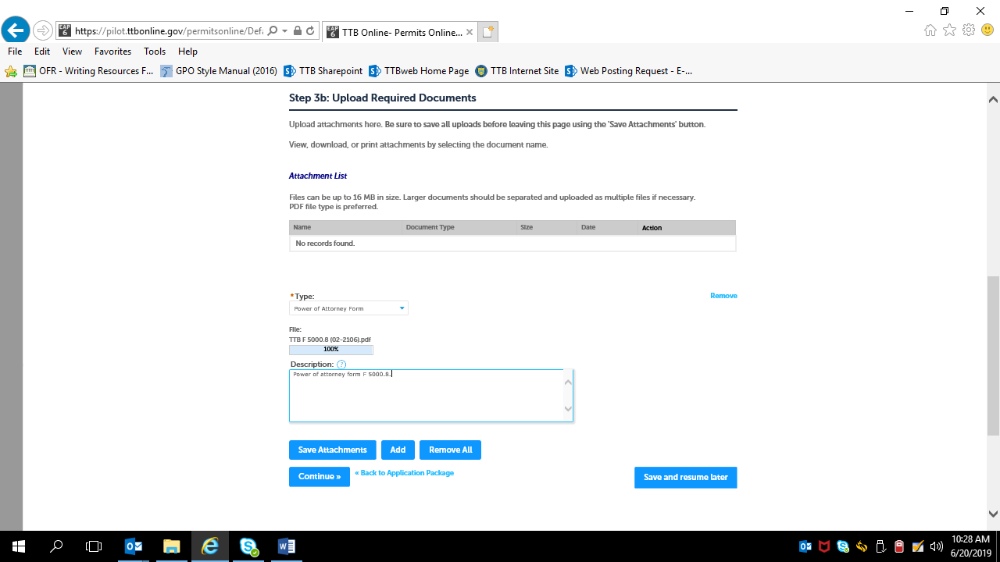 https://pilot.ttbonline.gov/permitsonline/Defa
TTB Online- Permits Online...
File Edit View Favorites Tools Help
OFR - Writing Resources F... GPO Style Manual (2016) TTB Sharepoint TTBweb Home Page TTB Internet Site Web Posting Request - E-...
Step 3b: Upload Required Documents
Upload attachments here. Be sure to save all uploads before leaving this page using the 'Save Attachments' button.
View, download, or print attachments by selecting the document name.
Attachment List
Files can be up to 16 MB in size. Larger documents should be separated and uploaded as multiple files if necessary.
PDF file type is preferred.
Name Document Type Size Date Action
No records found.
*Type: Remove
Power of Attorney Form
File:
TTB F 5000.8 (02-2106).pdf
100%
Description: ?
Power of attorney form F 5000.8.
Save Attachments Add Remove All
Continue » « Back to Application Package Save and resume later
10:28 AM
6/20/2019